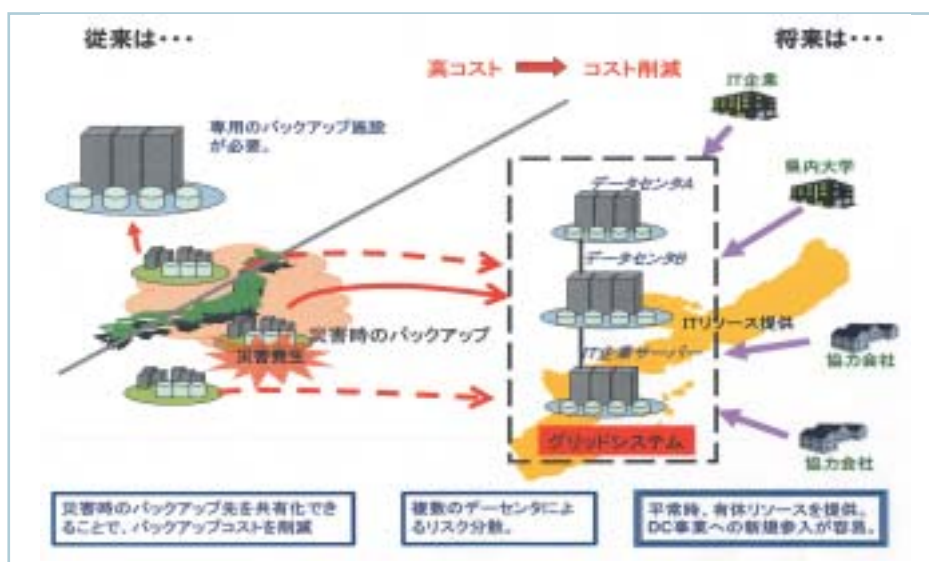 従来は・・・
将来は・・・
高コスト
コスト削減
専用のバックアップ施設
が必要。
IT企業
県内大学
データセンタA
データセンタB
ITリソース提供
IT企業サーバー
災害時のバックアップ
災害発生
協力会社
協力会社
グリッドシステム
災害時のバックアップ先を共有化でき
ることで、バックアップコストを削減
複数のデーセンタによ
るリスク分散。
平常時、有休リソースを提供。
DC事業への新規参入が容易。